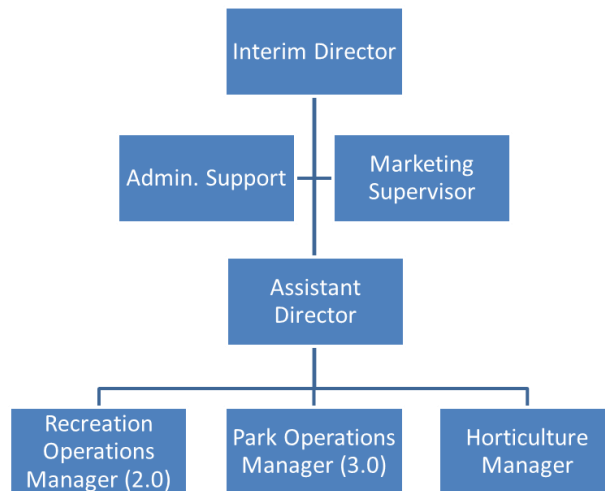 Interim Director
Admin. Support
Marketing
Supervisor
Assistant
Director
Recreation
Operations
Manager (2.0)
Park Operations
Manager (3.0)
Horticulture
Manager